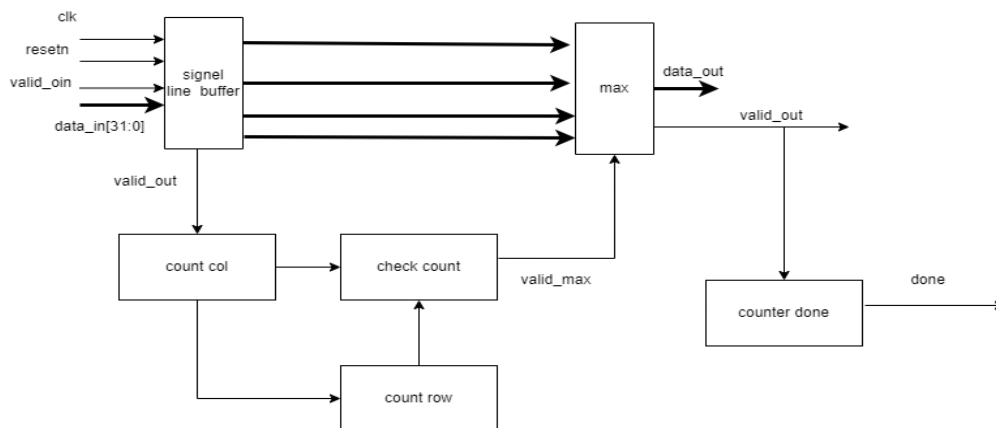 clk
resetn
valid_oin
data_in[31:0]
signel
line buffer
max
data_out
valid_out
valid_out
count col
check count
valid_max
counter done
done
count row